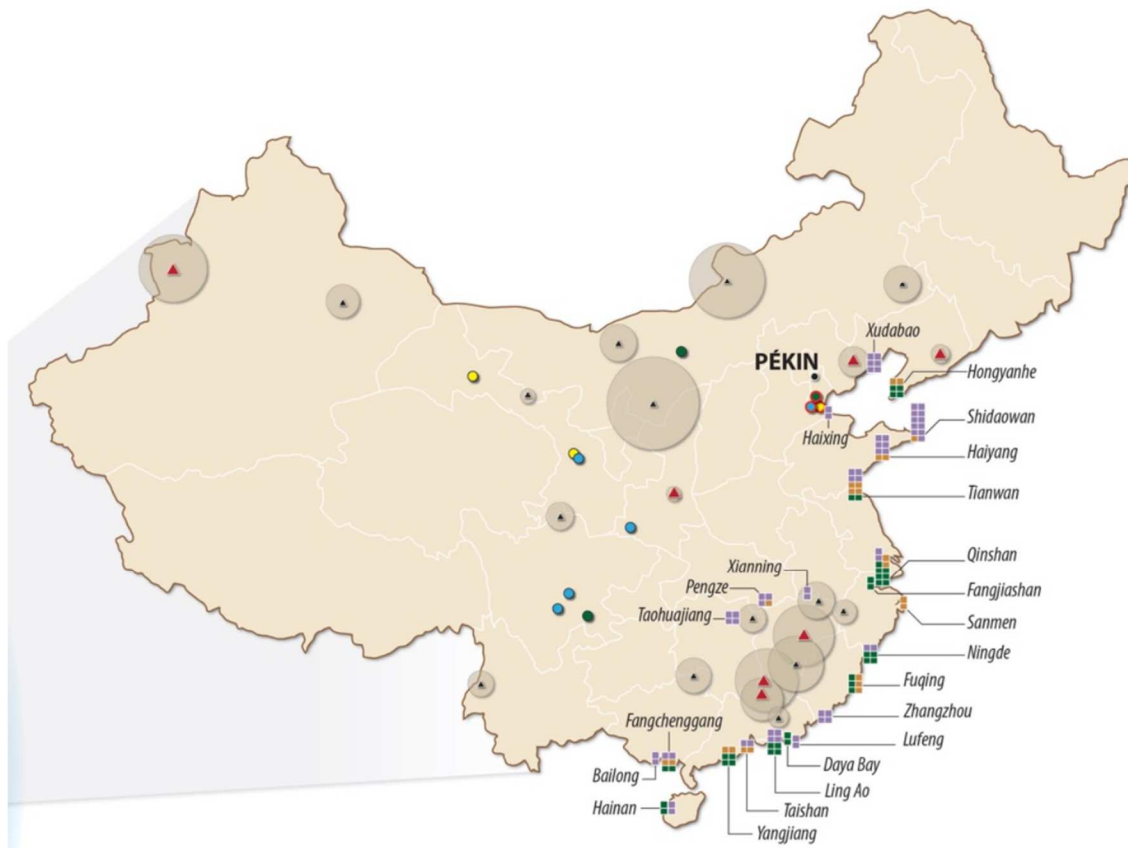 Xudabao
PÉKIN
Hongyanhe
Haixing
Shidaowan
Haiyang
Tianwan
Qinshan
Xianning
Pengze
Fangjiashan
Taohuajiang
Sanmen
Ningde
Fuqing
Zhangzhou
Fangchenggang
Lufeng
Bailong
Daya Bay
Ling Ao
Hainan
Taishan
Yangjiang